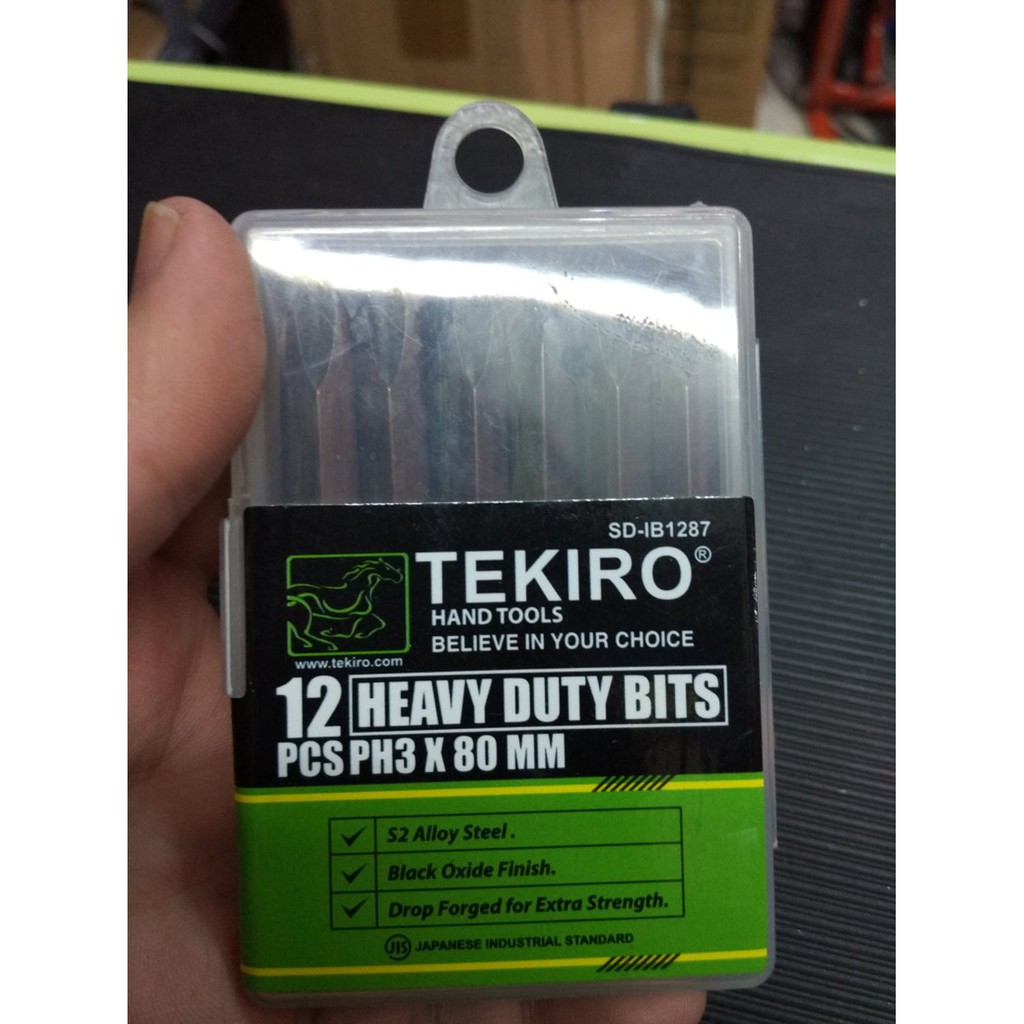 SD-IB1287
TEKIRO®
HAND TOOLS
BELIEVE IN YOUR CHOICE
www.tekiro.com
12 HEAVY DUTY BITS
PCS PH3 X 80 MM
S2 Alloy Steel .
Black Oxide Finish.
Drop Forged for Extra Strength.
JIS JAPANESE INDUSTRIAL STANDARD